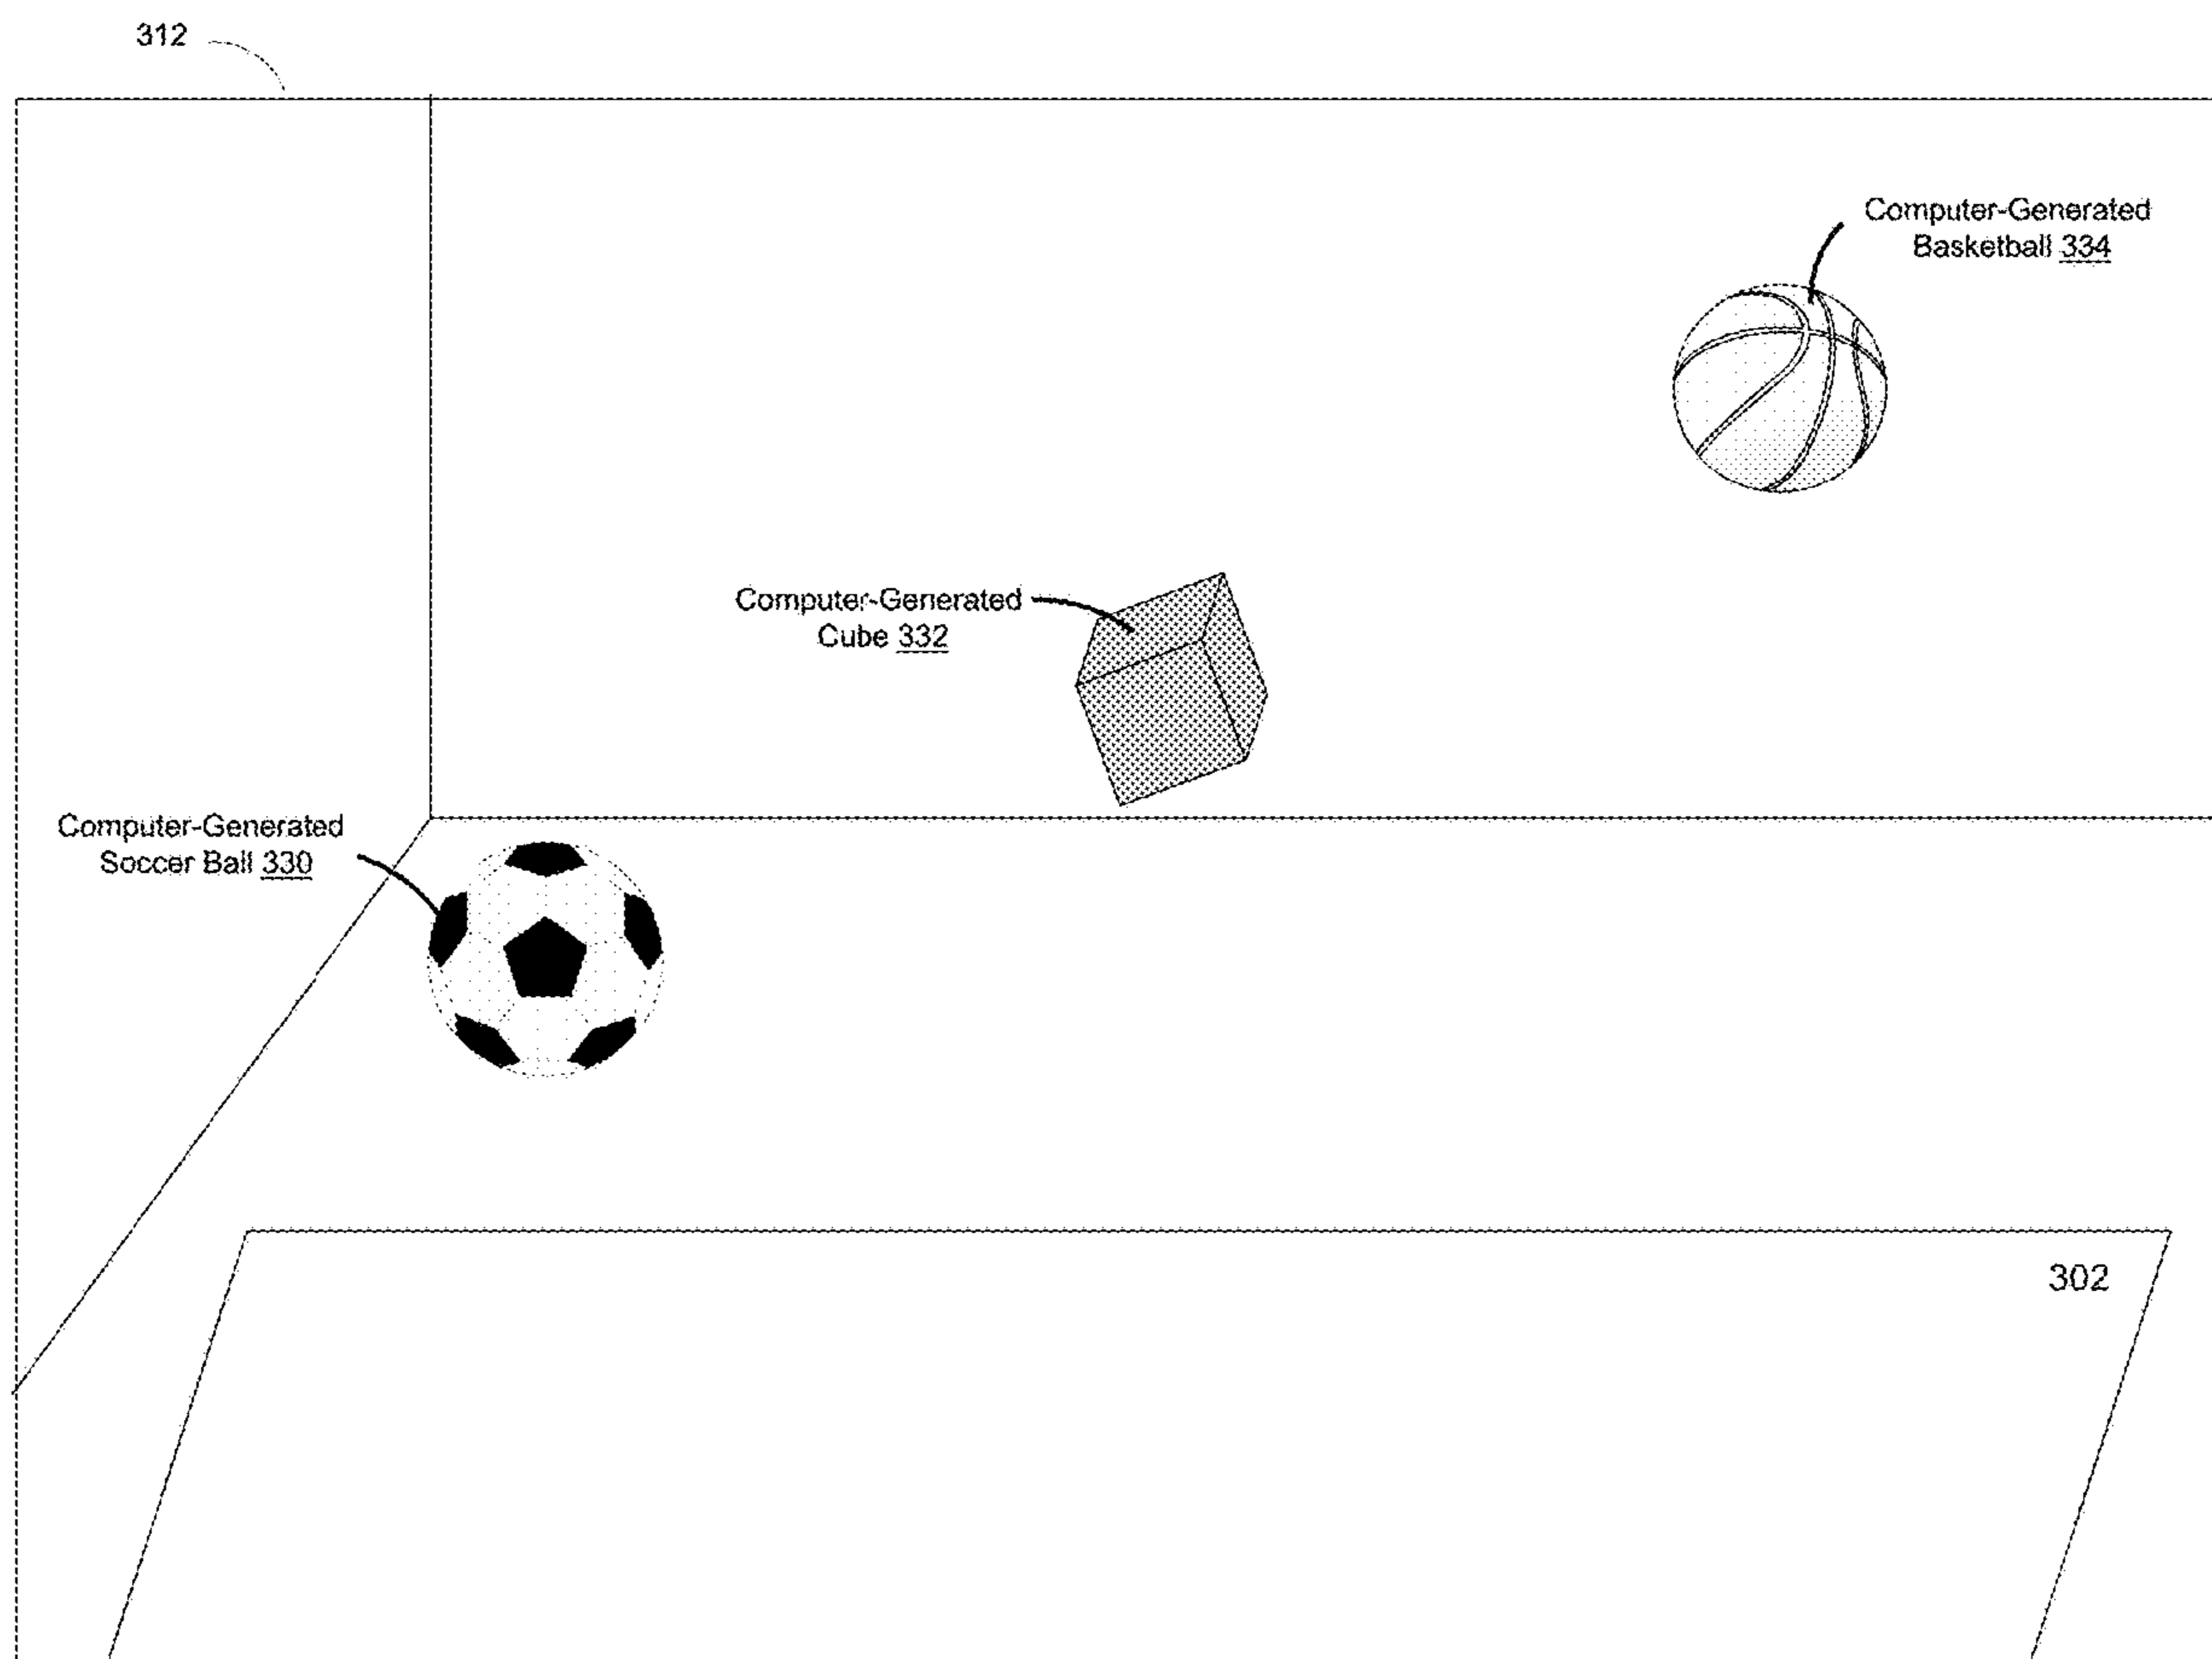 312
Computer-Generated
Basketball 334
Computer-Generated
Cube 332
Computer-Generated
Soccer Ball 330
302